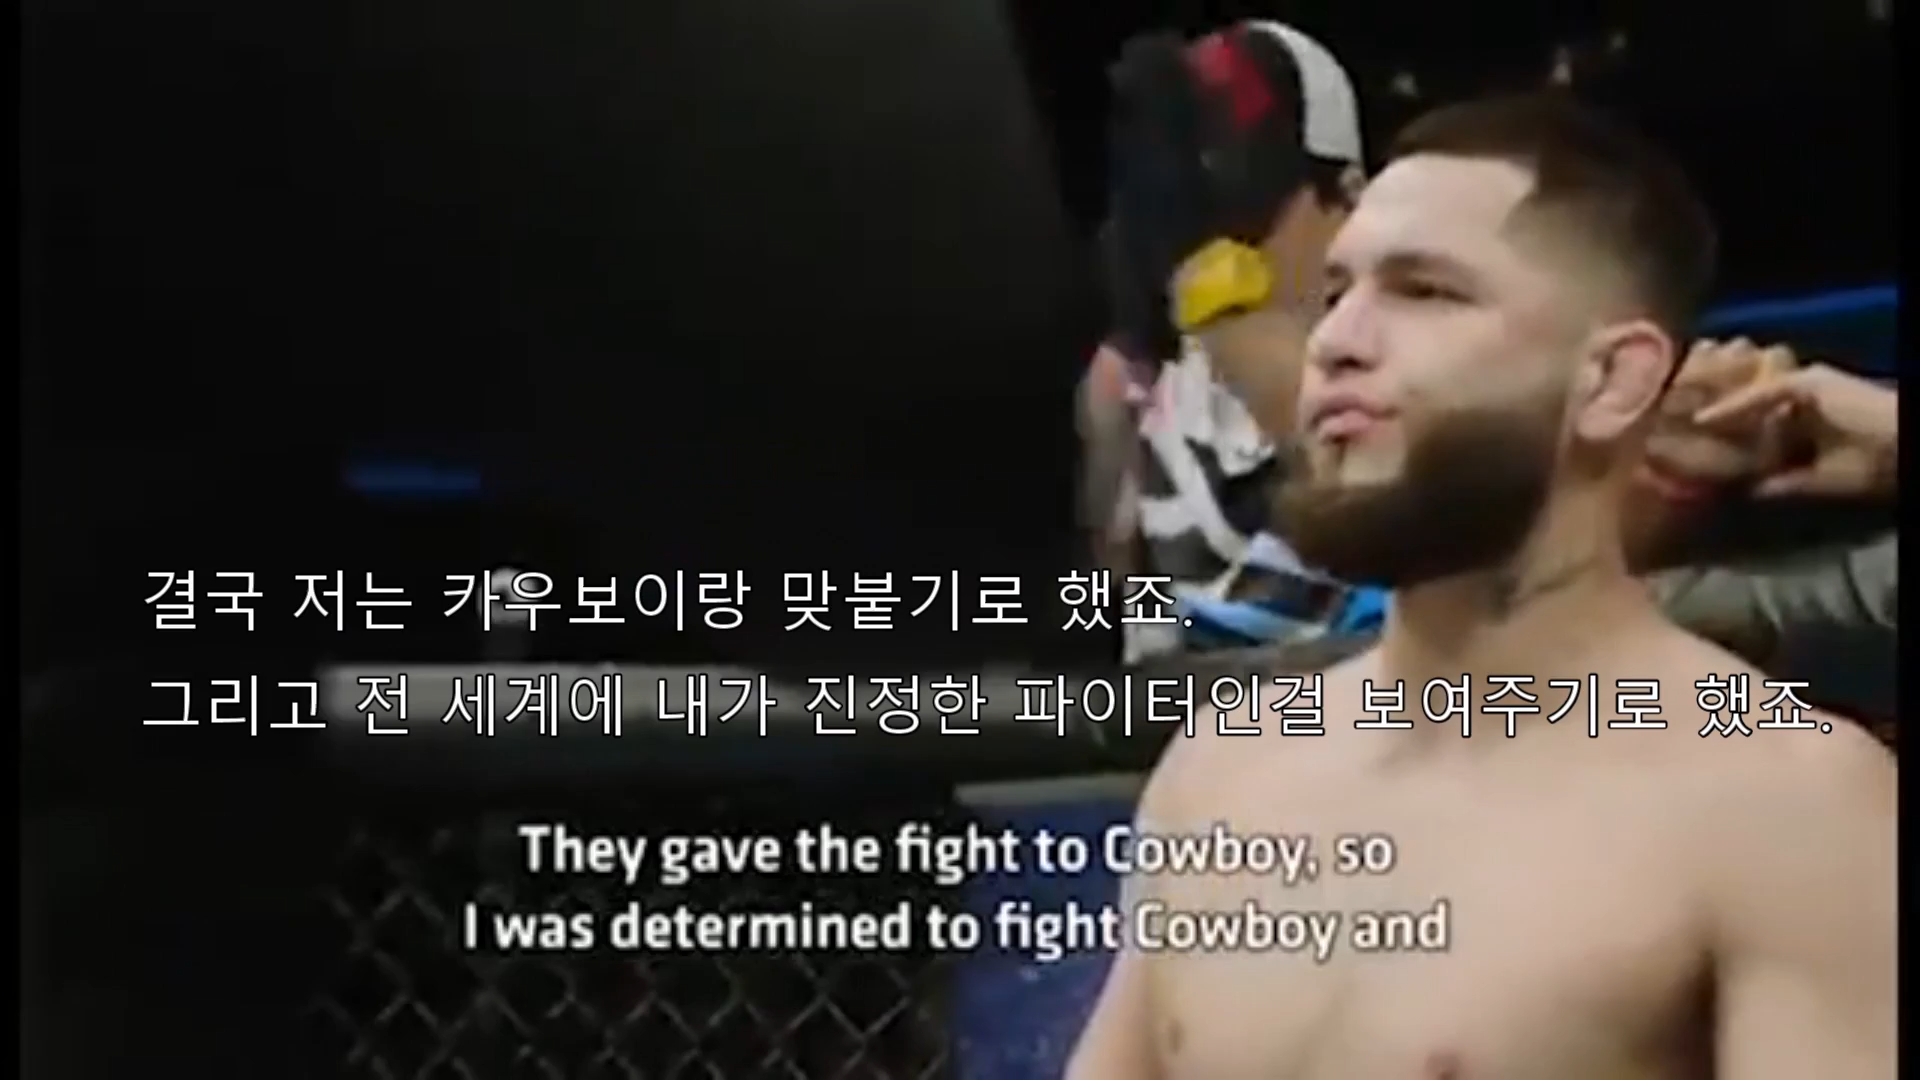 결국 저는 카우보이랑 맞붙기로 했죠.
그리고 전 세계에 내가 진정한 파이터인걸 보여주기로 했죠.
They gave the fight to Cowboy, so
I was determined to fight Cowboy and